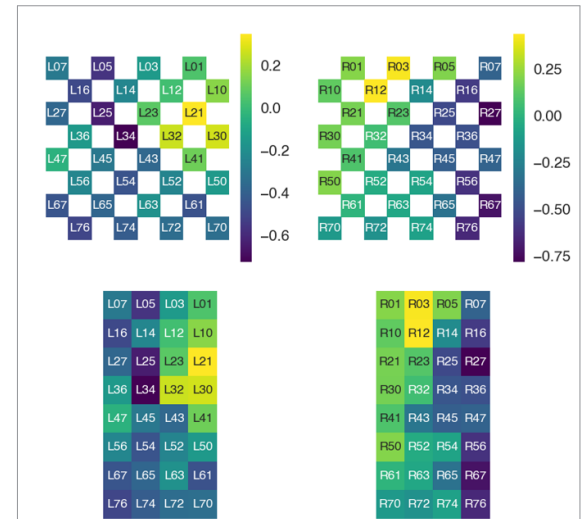 L07 L05 L03 L01
L16 L14 L12 L10
L27 L25 L23 L21
L36 L34 L32 L30
L47 L45 L43 L41
L56 L54 L52 L50
L67 L65 L63 L61
L76 L74 L72 L70
0.2
0.0
−0.2
−0.4
−0.6
R01 R03 R05 R07
R10 R12 R14 R16
R21 R23 R25 R27
R30 R32 R34 R36
R41 R43 R45 R47
R50 R52 R54 R56
R61 R63 R65 R67
R70 R72 R74 R76
0.25
0.00
−0.25
−0.50
−0.75
L07 L05 L03 L01
L16 L14 L12 L10
L27 L25 L23 L21
L36 L34 L32 L30
L47 L45 L43 L41
L56 L54 L52 L50
L67 L65 L63 L61
L76 L74 L72 L70
R01 R03 R05 R07
R10 R12 R14 R16
R21 R23 R25 R27
R30 R32 R34 R36
R41 R43 R45 R47
R50 R52 R54 R56
R61 R63 R65 R67
R70 R72 R74 R76